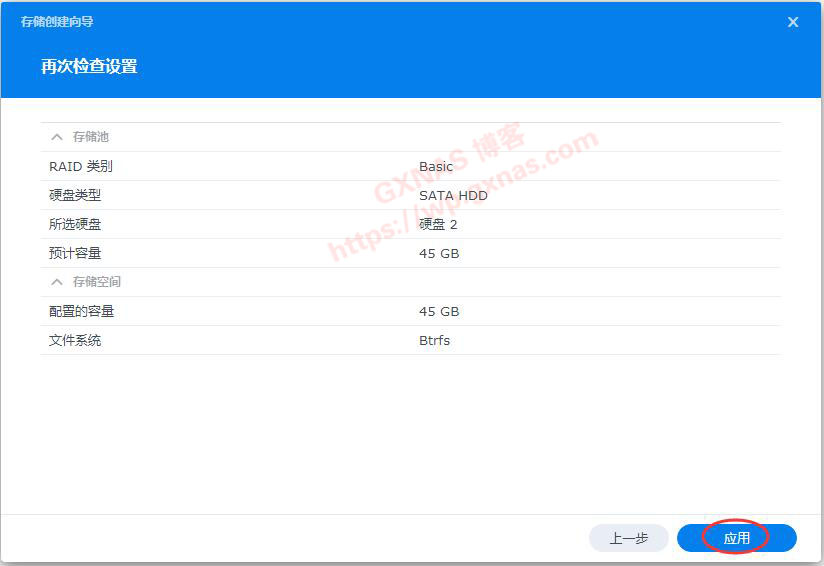 存储创建向导
再次检查设置
存储池
RAID 类别 Basic
硬盘类型 SATA HDD
所选硬盘 硬盘 2
预计容量 45 GB
存储空间
配置的容量 45 GB
文件系统 Btrfs
GXNAS 博客
https://wp.gxnas.com
上一步 应用